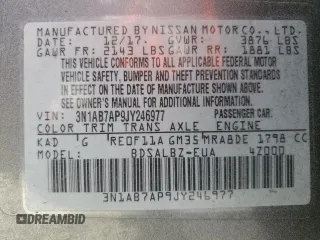 MANUFACTURED BY NISSAN MOTOR CO., LTD.
DATE: 12/17. GVWR: 3876 LBS
GAWR FR: 2143 LBS GAWR RR: 1881 LBS
THIS VEHICLE CONFORMS TO ALL APPLICABLE FEDERAL MOTOR
VEHICLE SAFETY, BUMPER AND THEFT PREVENTION STANDARDS
IN EFFECT ON THE DATE OF MANUFACTURE SHOWN ABOVE.
SEE OWNER'S MANUAL FOR ADDITIONAL INFORMATION.
VIN: 3N1AB7AP9JY246977 PASSENGER CAR.
COLOR TRIM TRANS AXLE ENGINE
KAD G RE0F11A GM35 MRA8DE 1798 CC
BDSALBZ-EUA 4Z000
3N1AB7AP9JY246977
© DREAMBID